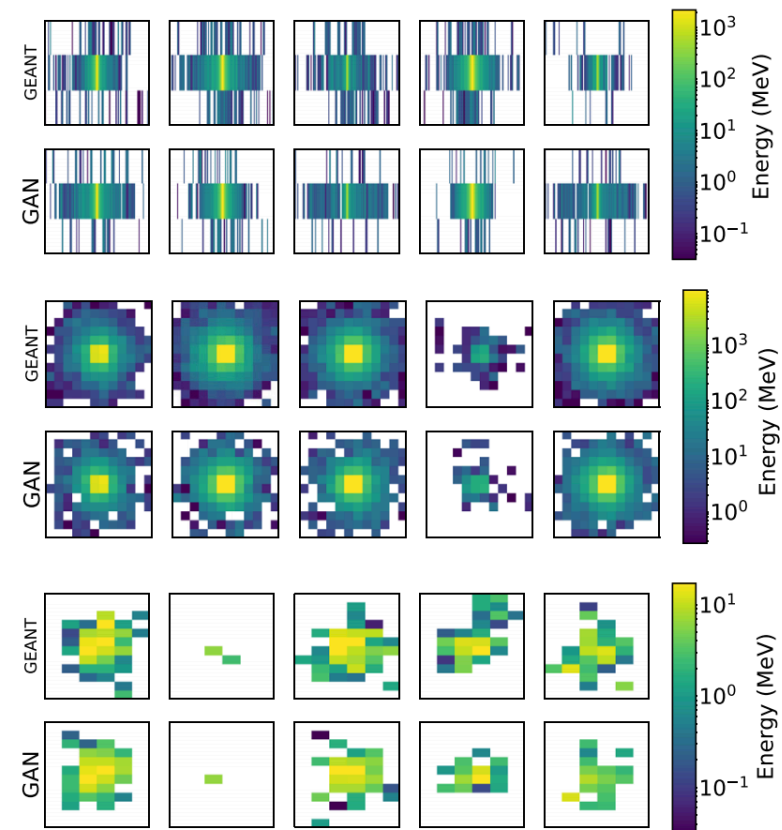 GEANT
GAN
10³
10²
10¹
10⁰
10⁻¹
Energy (MeV)
GEANT
GAN
10³
10²
10¹
10⁰
Energy (MeV)
GEANT
GAN
10¹
10⁰
10⁻¹
Energy (MeV)